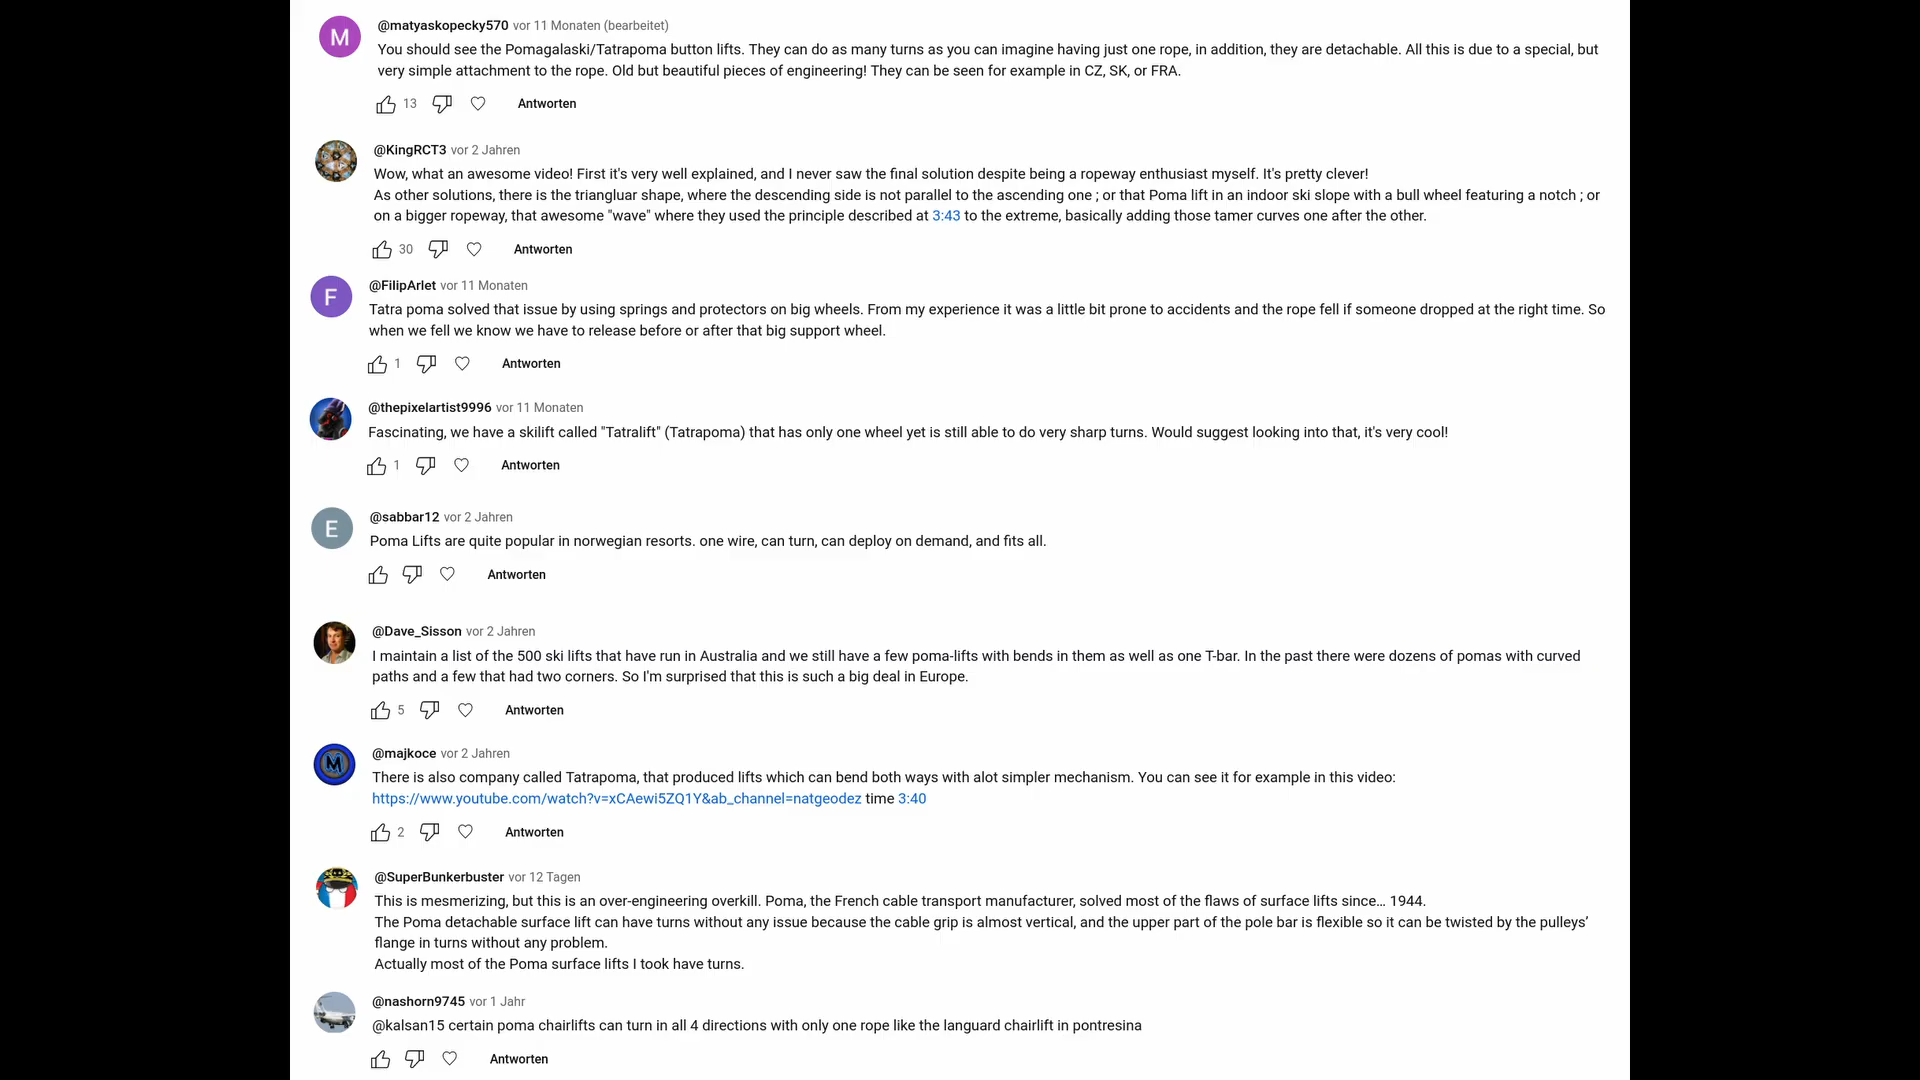 M
@matyaskopecky570 vor 11 Monaten (bearbeitet)
You should see the Pomagalaski/Tatrapoma button lifts. They can do as many turns as you can imagine having just one rope, in addition, they are detachable. All this is due to a special, but
very simple attachment to the rope. Old but beautiful pieces of engineering! They can be seen for example in CZ, SK, or FRA.
13 Antworten
@KingRCT3 vor 2 Jahren
Wow, what an awesome video! First it's very well explained, and I never saw the final solution despite being a ropeway enthusiast myself. It's pretty clever!
As other solutions, there is the triangluar shape, where the descending side is not parallel to the ascending one ; or that Poma lift in an indoor ski slope with a bull wheel featuring a notch ; or
on a bigger ropeway, that awesome "wave" where they used the principle described at 3:43 to the extreme, basically adding those tamer curves one after the other.
30 Antworten
F
@FilipArlet vor 11 Monaten
Tatra poma solved that issue by using springs and protectors on big wheels. From my experience it was a little bit prone to accidents and the rope fell if someone dropped at the right time. So
when we fell we know we have to release before or after that big support wheel.
1 Antworten
@thepixelartist9996 vor 11 Monaten
Fascinating, we have a skilift called "Tatralift" (Tatrapoma) that has only one wheel yet is still able to do very sharp turns. Would suggest looking into that, it's very cool!
1 Antworten
E
@sabbar12 vor 2 Jahren
Poma Lifts are quite popular in norwegian resorts. one wire, can turn, can deploy on demand, and fits all.
Antworten
@Dave_Sisson vor 2 Jahren
I maintain a list of the 500 ski lifts that have run in Australia and we still have a few poma-lifts with bends in them as well as one T-bar. In the past there were dozens of pomas with curved
paths and a few that had two corners. So I'm surprised that this is such a big deal in Europe.
5 Antworten
M
@majkoce vor 2 Jahren
There is also company called Tatrapoma, that produced lifts which can bend both ways with alot simpler mechanism. You can see it for example in this video:
https://www.youtube.com/watch?v=xCAewi5ZQ1Y&ab_channel=natgeodez time 3:40
2 Antworten
@SuperBunkerbuster vor 12 Tagen
This is mesmerizing, but this is an over-engineering overkill. Poma, the French cable transport manufacturer, solved most of the flaws of surface lifts since… 1944.
The Poma detachable surface lift can have turns without any issue because the cable grip is almost vertical, and the upper part of the pole bar is flexible so it can be twisted by the pulleys’
flange in turns without any problem.
Actually most of the Poma surface lifts I took have turns.
@nashorn9745 vor 1 Jahr
@kalsan15 certain poma chairlifts can turn in all 4 directions with only one rope like the languard chairlift in pontresina
Antworten